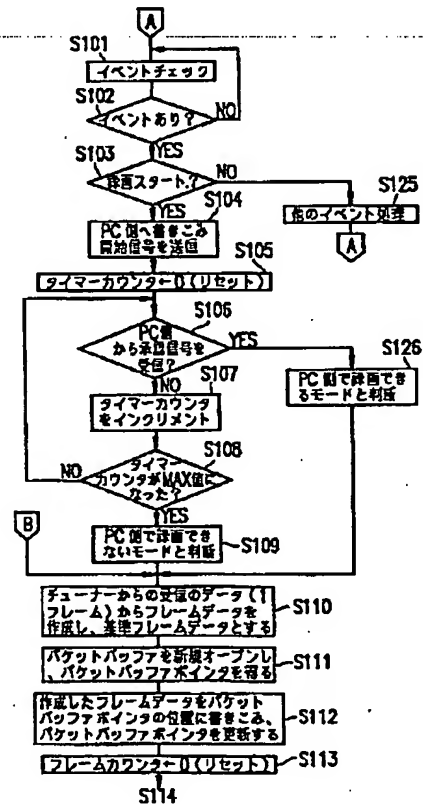 A
S101
イベントチェック
S102
イベントあり?
NO
YES
S103
録画スタート?
NO
YES
S104
S125
PC側へ書きこみ
開始信号を送信
他のイベント処理
A
S105
タイマーカウンタ←0(リセット)
S106
PC側
から承認信号を
受信?
YES
S126
PC側で録画でき
るモードと判断
NO
S107
タイマーカウンタ
をインクリメント
S108
タイマー
カウンタがMAX値に
なった?
NO
YES
B
PC側で録画でき
ないモードと判断
S109
チューナーからの受信のデータ(1
フレーム)からフレームデータを
作成し、基準フレームデータとする
S110
パケットバッファを新規オープンし
、パケットバッファポインタを得る
S111
作成したフレームデータをパケット
バッファポインタの位置に書きこみ、
パケットバッファポインタを更新する
S112
フレームカウンタ←0(リセット)
S113
S114